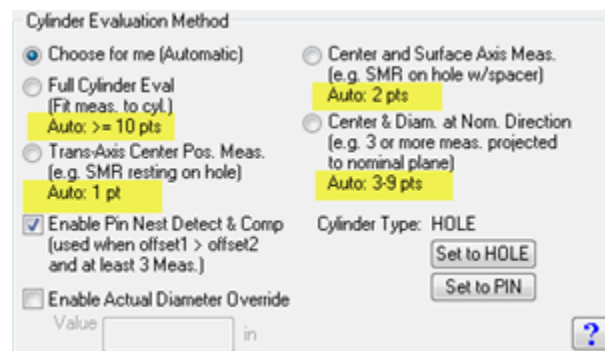 Cylinder Evaluation Method
Choose for me (Automatic)
Full Cylinder Eval
(Fit meas. to cyl.)
Auto: >= 10 pts
Trans-Axis Center Pos. Meas.
(e.g. SMR resting on hole)
Auto: 1 pt
Enable Pin Nest Detect & Comp
(used when offset1 > offset2
and at least 3 Meas.)
Enable Actual Diameter Override
Value
in
Center and Surface Axis Meas.
(e.g. SMR on hole w/spacer)
Auto: 2 pts
Center & Diam. at Nom. Direction
(e.g. 3 or more meas. projected
to nominal plane)
Auto: 3-9 pts
Cylinder Type: HOLE
Set to HOLE
Set to PIN
?